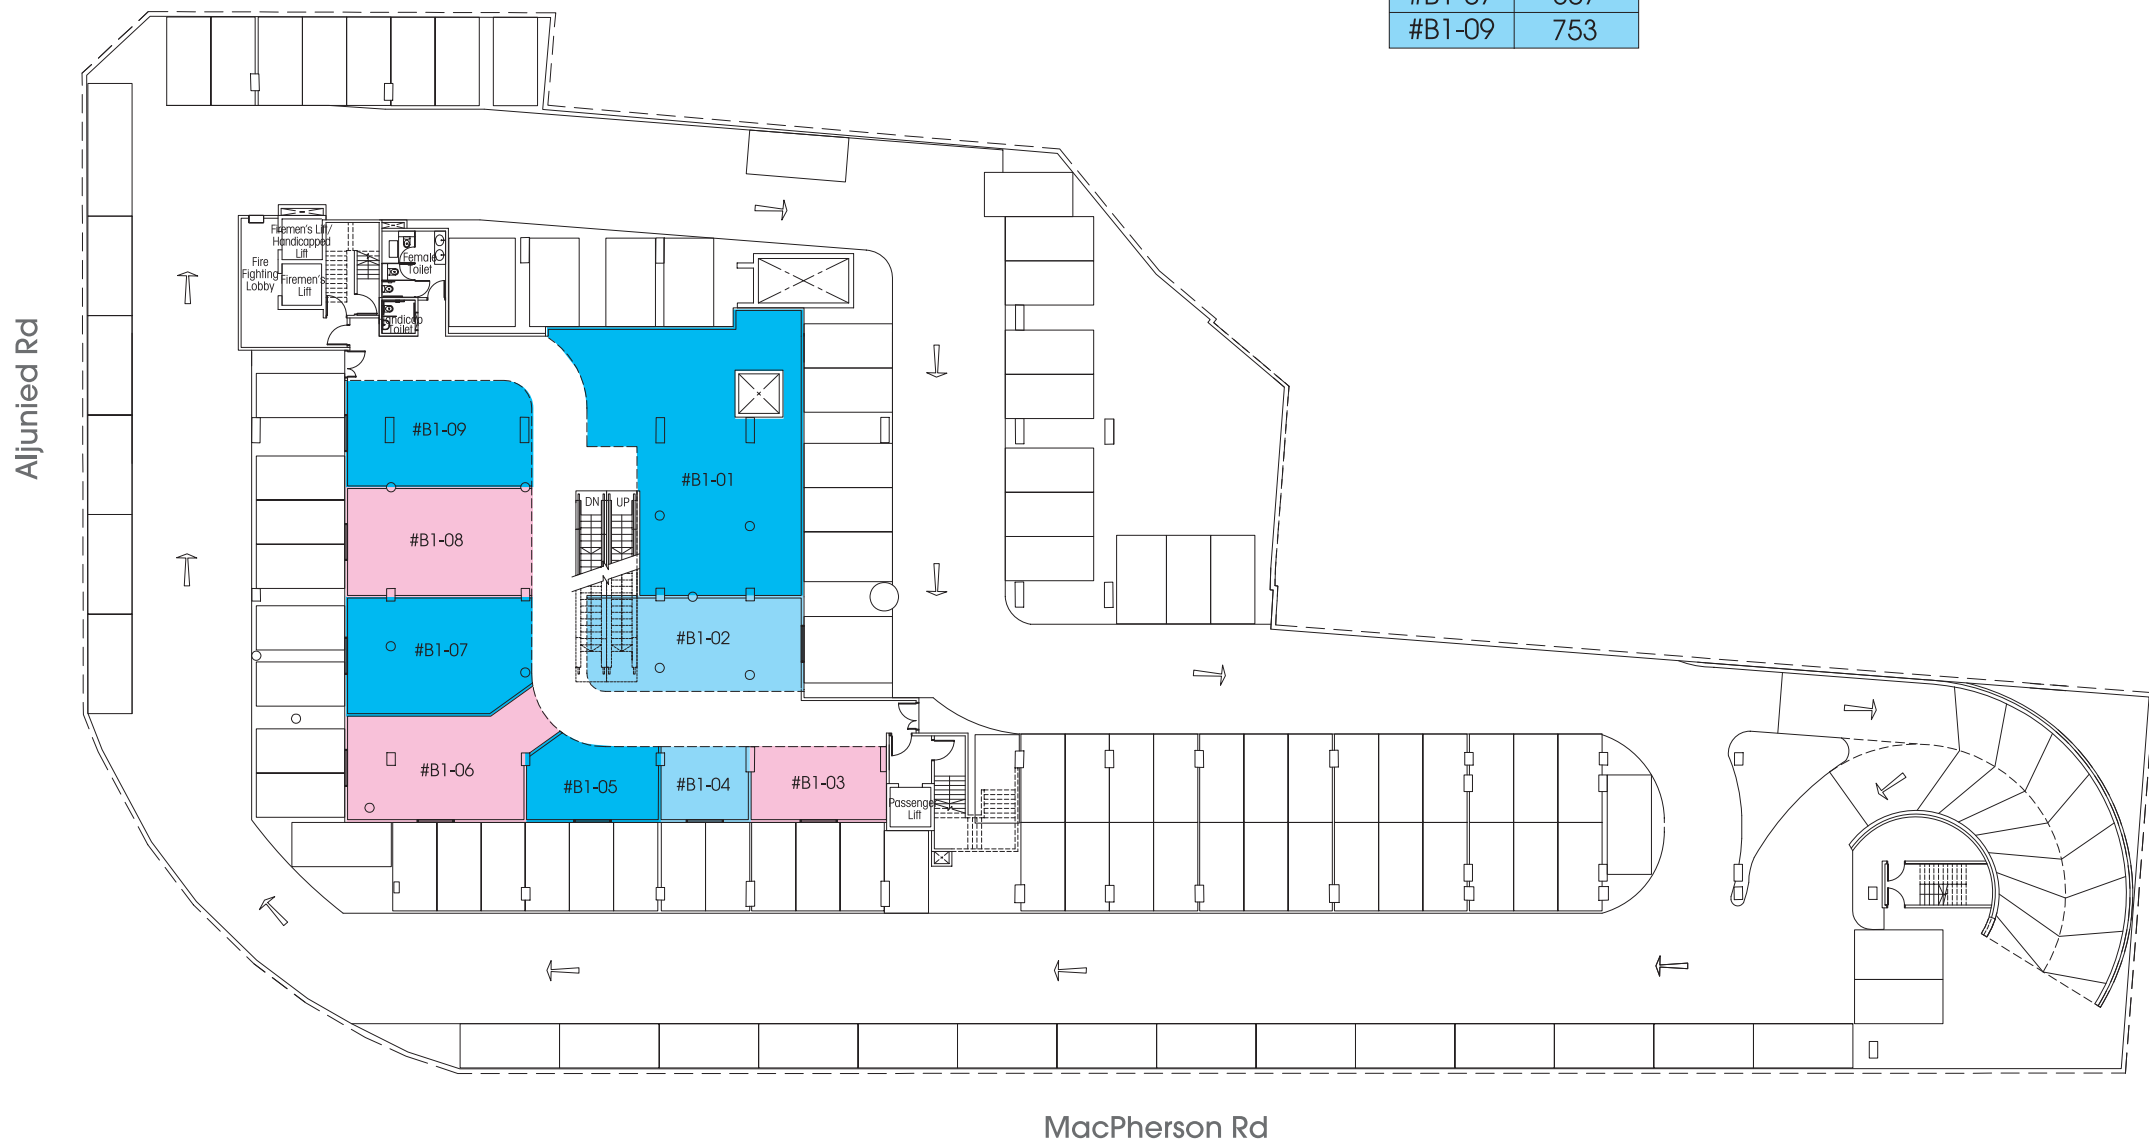 #B1-09 753
Firemen's Lift/
Handicapped
Lift
Fire
Fighting
Lobby
Firemen's
Lift
Female
Toilet
Toilet
Aljunied Rd
#B1-09
#B1-01
DN UP
#B1-08
#B1-02
#B1-07
#B1-06
#B1-05
#B1-04
#B1-03
Passenge
Lift
MacPherson Rd